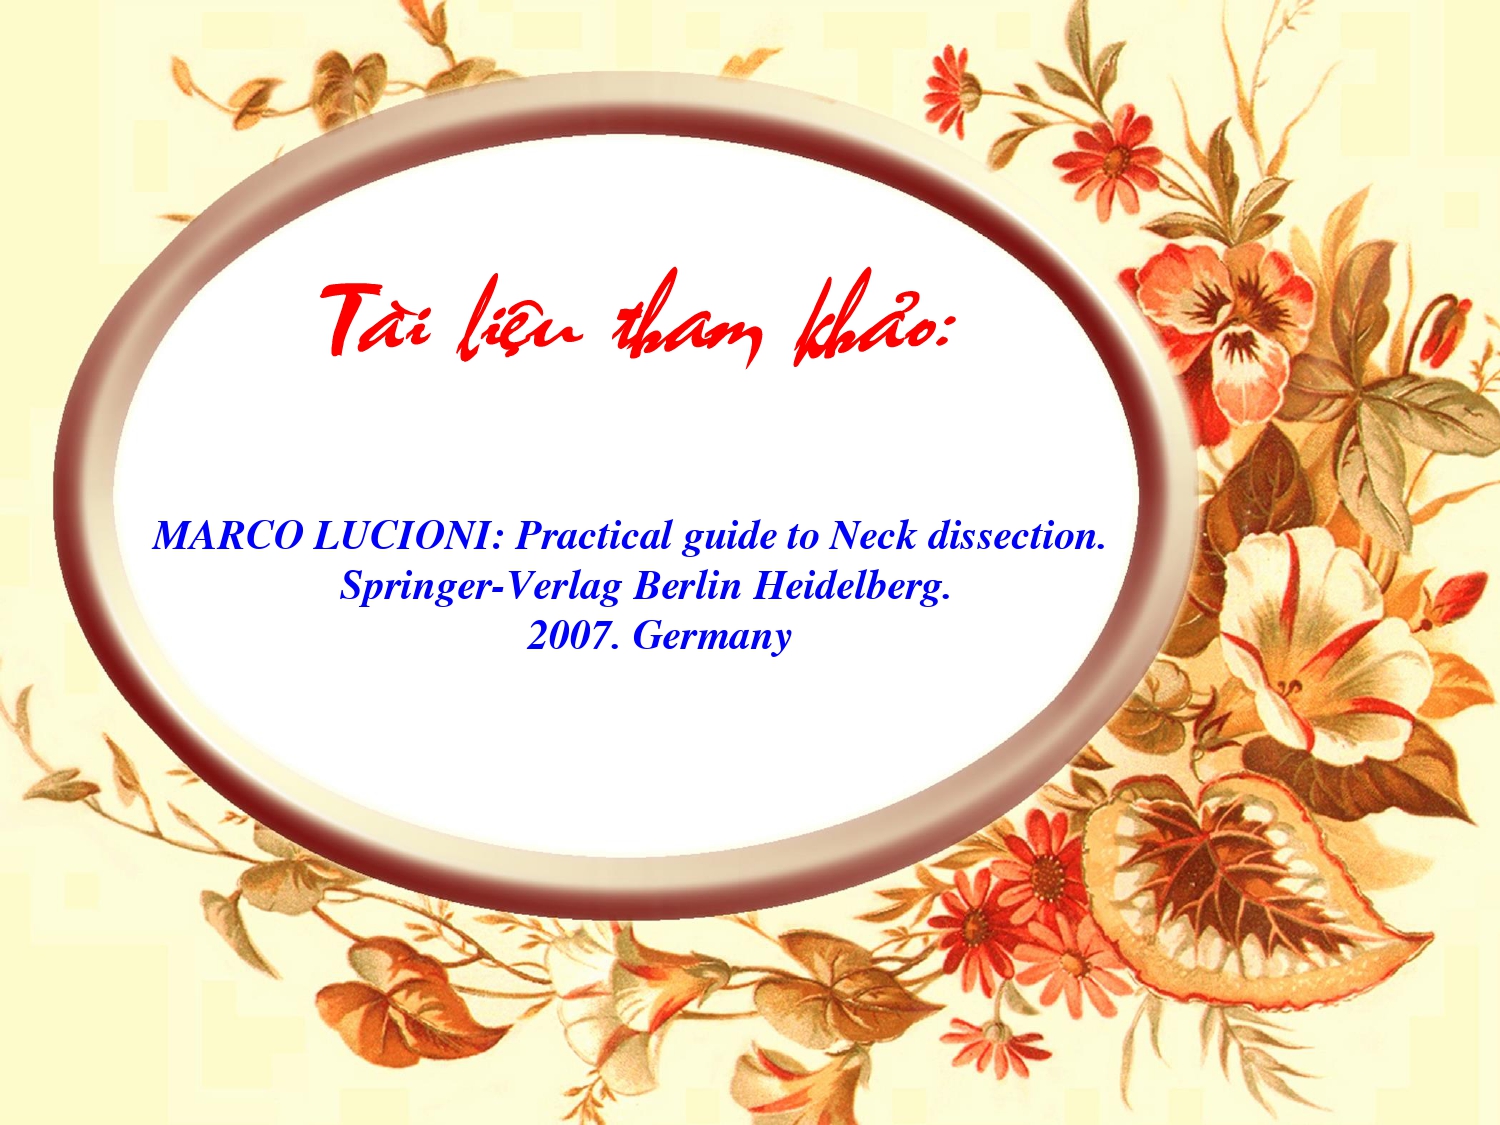 Tài liệu tham khảo:
MARCO LUCIONI: Practical guide to Neck dissection.
Springer-Verlag Berlin Heidelberg.
2007. Germany